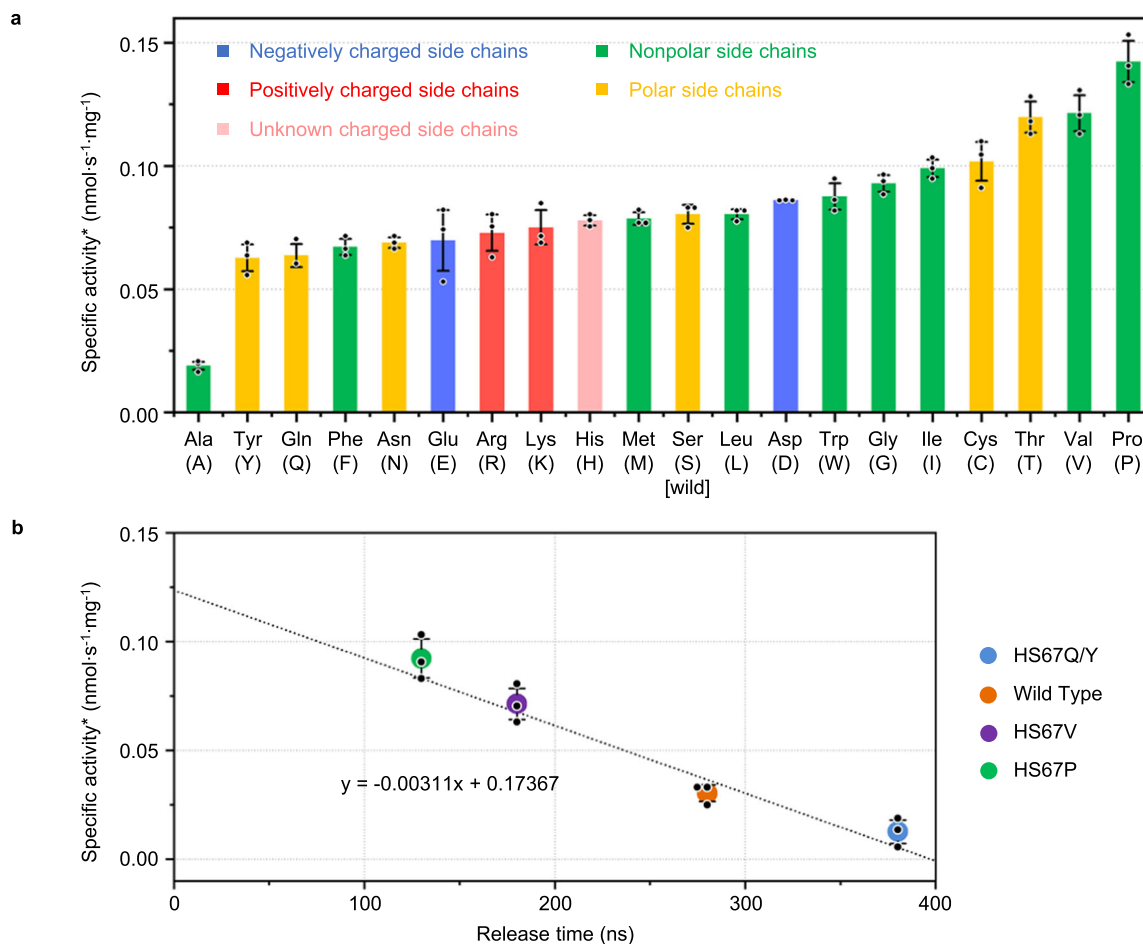 a
Specific activity* (nmol·s⁻¹·mg⁻¹)
0.15
0.10
0.05
0.00
Negatively charged side chains
Nonpolar side chains
Positively charged side chains
Polar side chains
Unknown charged side chains
Ala Tyr Gln Phe Asn Glu Arg Lys His Met Ser Leu Asp Trp Gly Ile Cys Thr Val Pro
(A) (Y) (Q) (F) (N) (E) (R) (K) (H) (M) (S) (L) (D) (W) (G) (I) (C) (T) (V) (P)
[wild]
b
Specific activity* (nmol·s⁻¹·mg⁻¹)
0.15
0.10
0.05
0.00
y = -0.00311x + 0.17367
HS67Q/Y
Wild Type
HS67V
HS67P
0 100 200 300 400
Release time (ns)